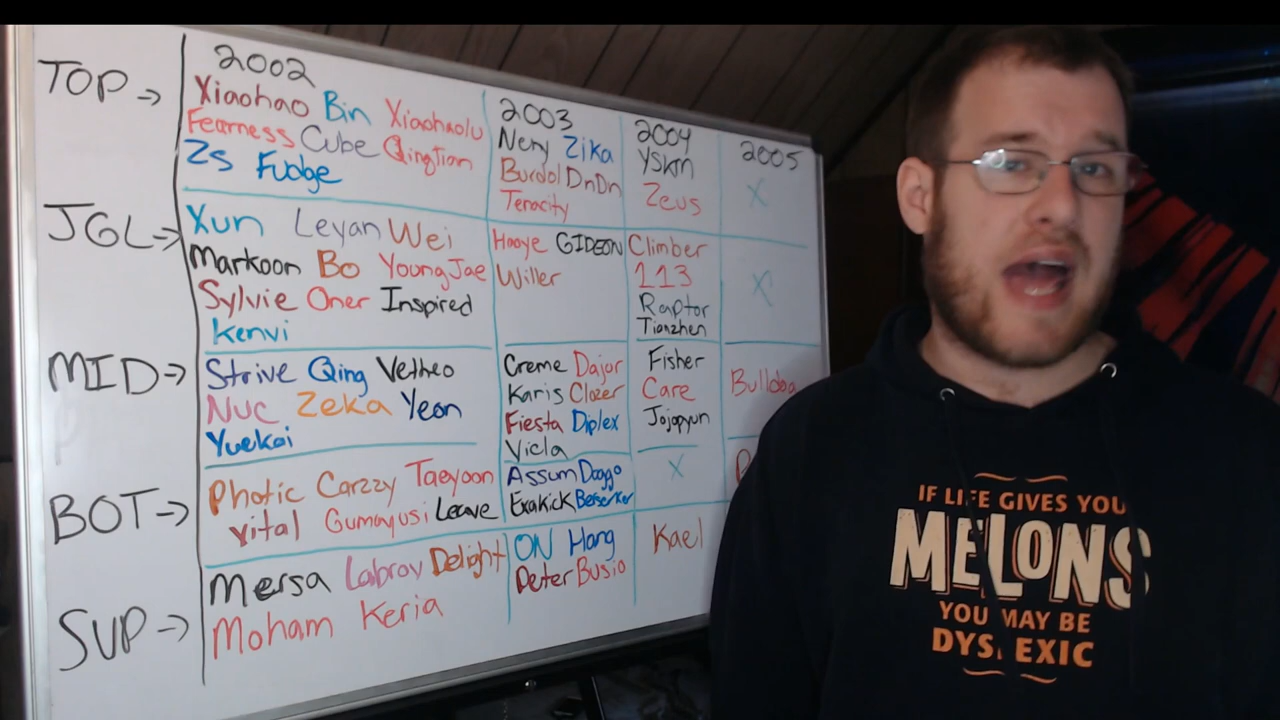 TOP →
2002
Xiaohao Bin Xiaohaolu
Fearness Cube Qingtian
Zs Fudge
2003
Nery Zika
Burdol DnDn
Tenacity
2004
Yskm
Zeus
2005
X
JGL →
Xun Leyan Wei
Markoon Bo YoungJae
Sylvie Oner Inspired
Kenvi
Haoye GIDEON
Willer
Climber
113
Raptor
Tianzhen
X
MID →
Strive Qing Vetheo
Nuc Zeka Yeon
Yuekai
Creme Dajor
Karis Clozer
Fiesta Diplex
Vicla
Fisher
Care
Jojopyun
BOT →
Photic Carzzy Taeyoon
Vital Gumayusi Leave
Assum Doggo
Exakick Berserker
X
SUP →
Mersa Labrov Delight
Moham Keria
ON Hang
Peter Busio
Kael
IF LIFE GIVES YOU
MELONS
YOU MAY BE
DYSLEXIC